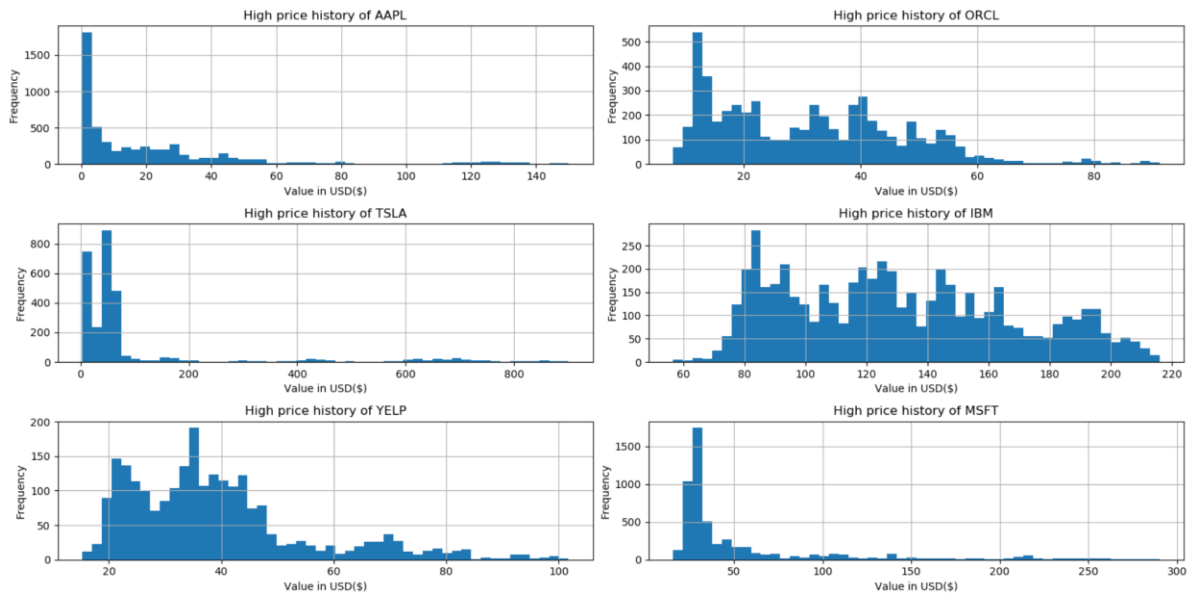 High price history of AAPL
Frequency
1500
1000
500
0
0 20 40 60 80 100 120 140
Value in USD($)
High price history of ORCL
Frequency
500
400
300
200
100
0
20 40 60 80
Value in USD($)
High price history of TSLA
Frequency
800
600
400
200
0
0 200 400 600 800
Value in USD($)
High price history of IBM
Frequency
250
200
150
100
50
0
60 80 100 120 140 160 180 200 220
Value in USD($)
High price history of YELP
Frequency
200
150
100
50
0
20 40 60 80 100
Value in USD($)
High price history of MSFT
Frequency
1500
1000
500
0
50 100 150 200 250 300
Value in USD($)